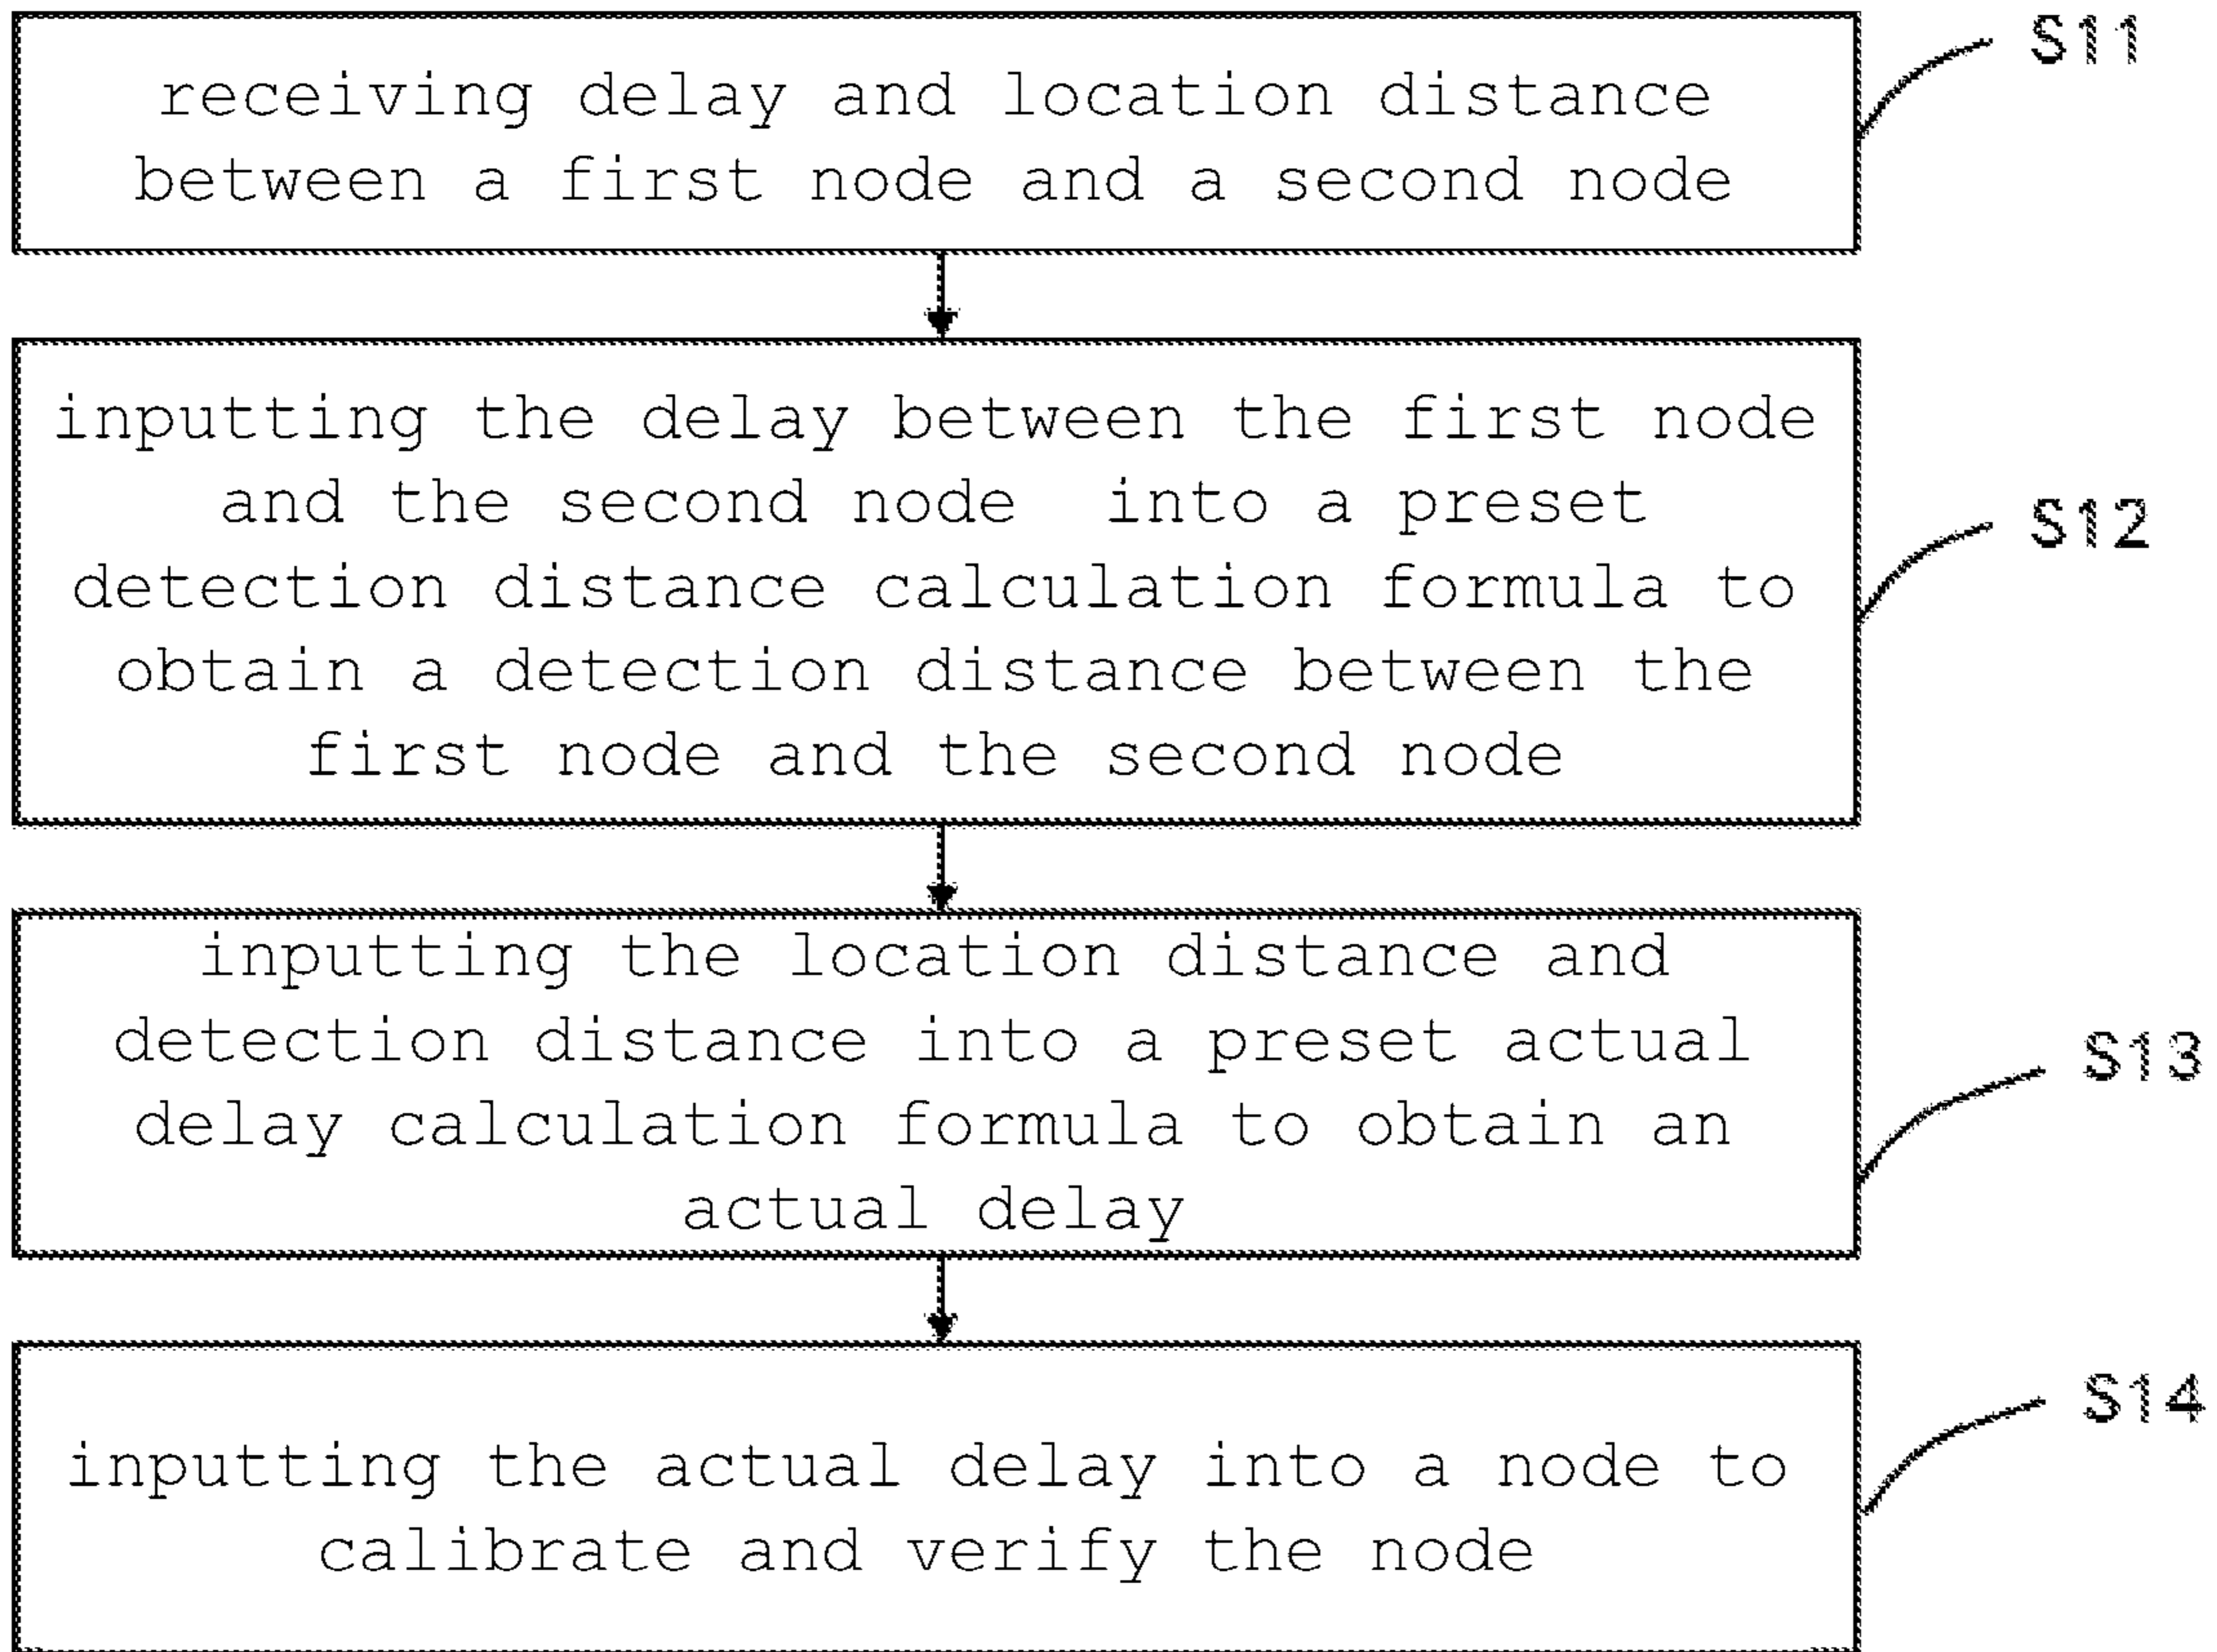 receiving delay and location distance
between a first node and a second node
S11
inputting the delay between the first node
and the second node into a preset
detection distance calculation formula to
obtain a detection distance between the
first node and the second node
S12
inputting the location distance and
detection distance into a preset actual
delay calculation formula to obtain an
actual delay
S13
inputting the actual delay into a node to
calibrate and verify the node
S14